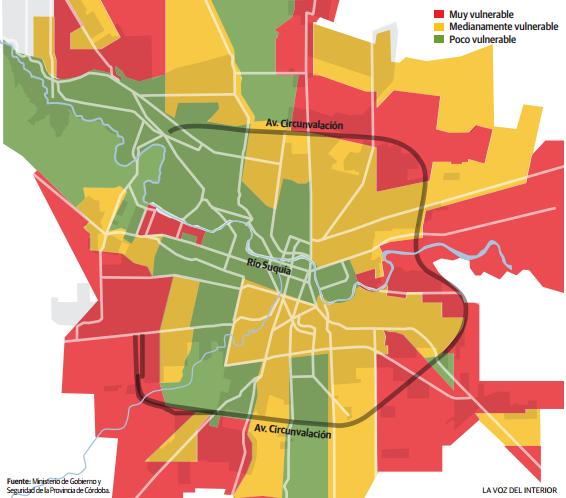 Muy vulnerable
Medianamente vulnerable
Poco vulnerable
Av. Circunvalación
Río Suquía
Av. Circunvalación
Fuente: Ministerio de Gobierno y
Seguridad de la Provincia de Córdoba.
LA VOZ DEL INTERIOR